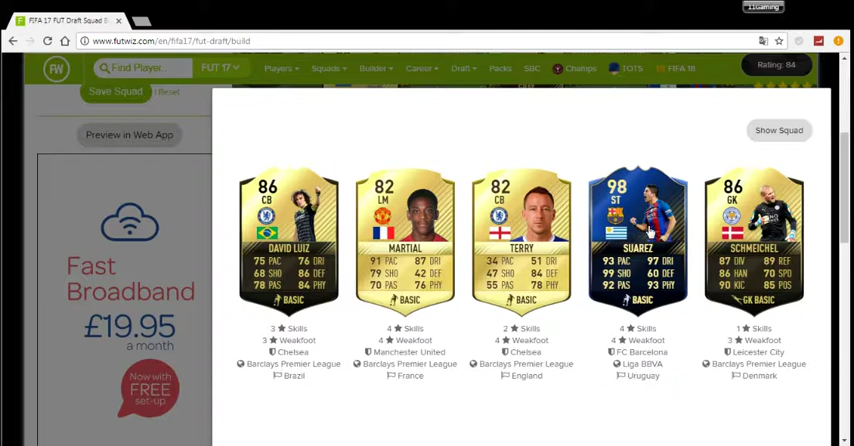 11Gaming
FIFA 17 FUT Draft Squad B
www.futwiz.com/en/fifa17/fut-draft/build
FW
Find Player...
FUT 17
Players
Squads
Builder
Career
Draft
Packs
SBC
Champs
TOTS
FIFA 18
Rating: 84
Save Squad
| Reset
Preview in Web App
Show Squad
Fast
Broadband
£19.95
a month
Now with
FREE
set-up
86
CB
DAVID LUIZ
75 PAC 76 DRI
68 SHO 86 DEF
78 PAS 84 PHY
BASIC
3 ★ Skills
3 ★ Weakfoot
Chelsea
Barclays Premier League
Brazil
82
LM
MARTIAL
91 PAC 87 DRI
79 SHO 42 DEF
70 PAS 76 PHY
BASIC
4 ★ Skills
4 ★ Weakfoot
Manchester United
Barclays Premier League
France
82
CB
TERRY
34 PAC 51 DRI
47 SHO 84 DEF
55 PAS 78 PHY
BASIC
2 ★ Skills
4 ★ Weakfoot
Chelsea
Barclays Premier League
England
98
ST
SUAREZ
93 PAC 97 DRI
99 SHO 60 DEF
92 PAS 93 PHY
BASIC
4 ★ Skills
4 ★ Weakfoot
FC Barcelona
Liga BBVA
Uruguay
86
GK
SCHMEICHEL
87 DIV 89 REF
86 HAN 70 SPD
90 KIC 85 POS
GK BASIC
1 ★ Skills
3 ★ Weakfoot
Leicester City
Barclays Premier League
Denmark